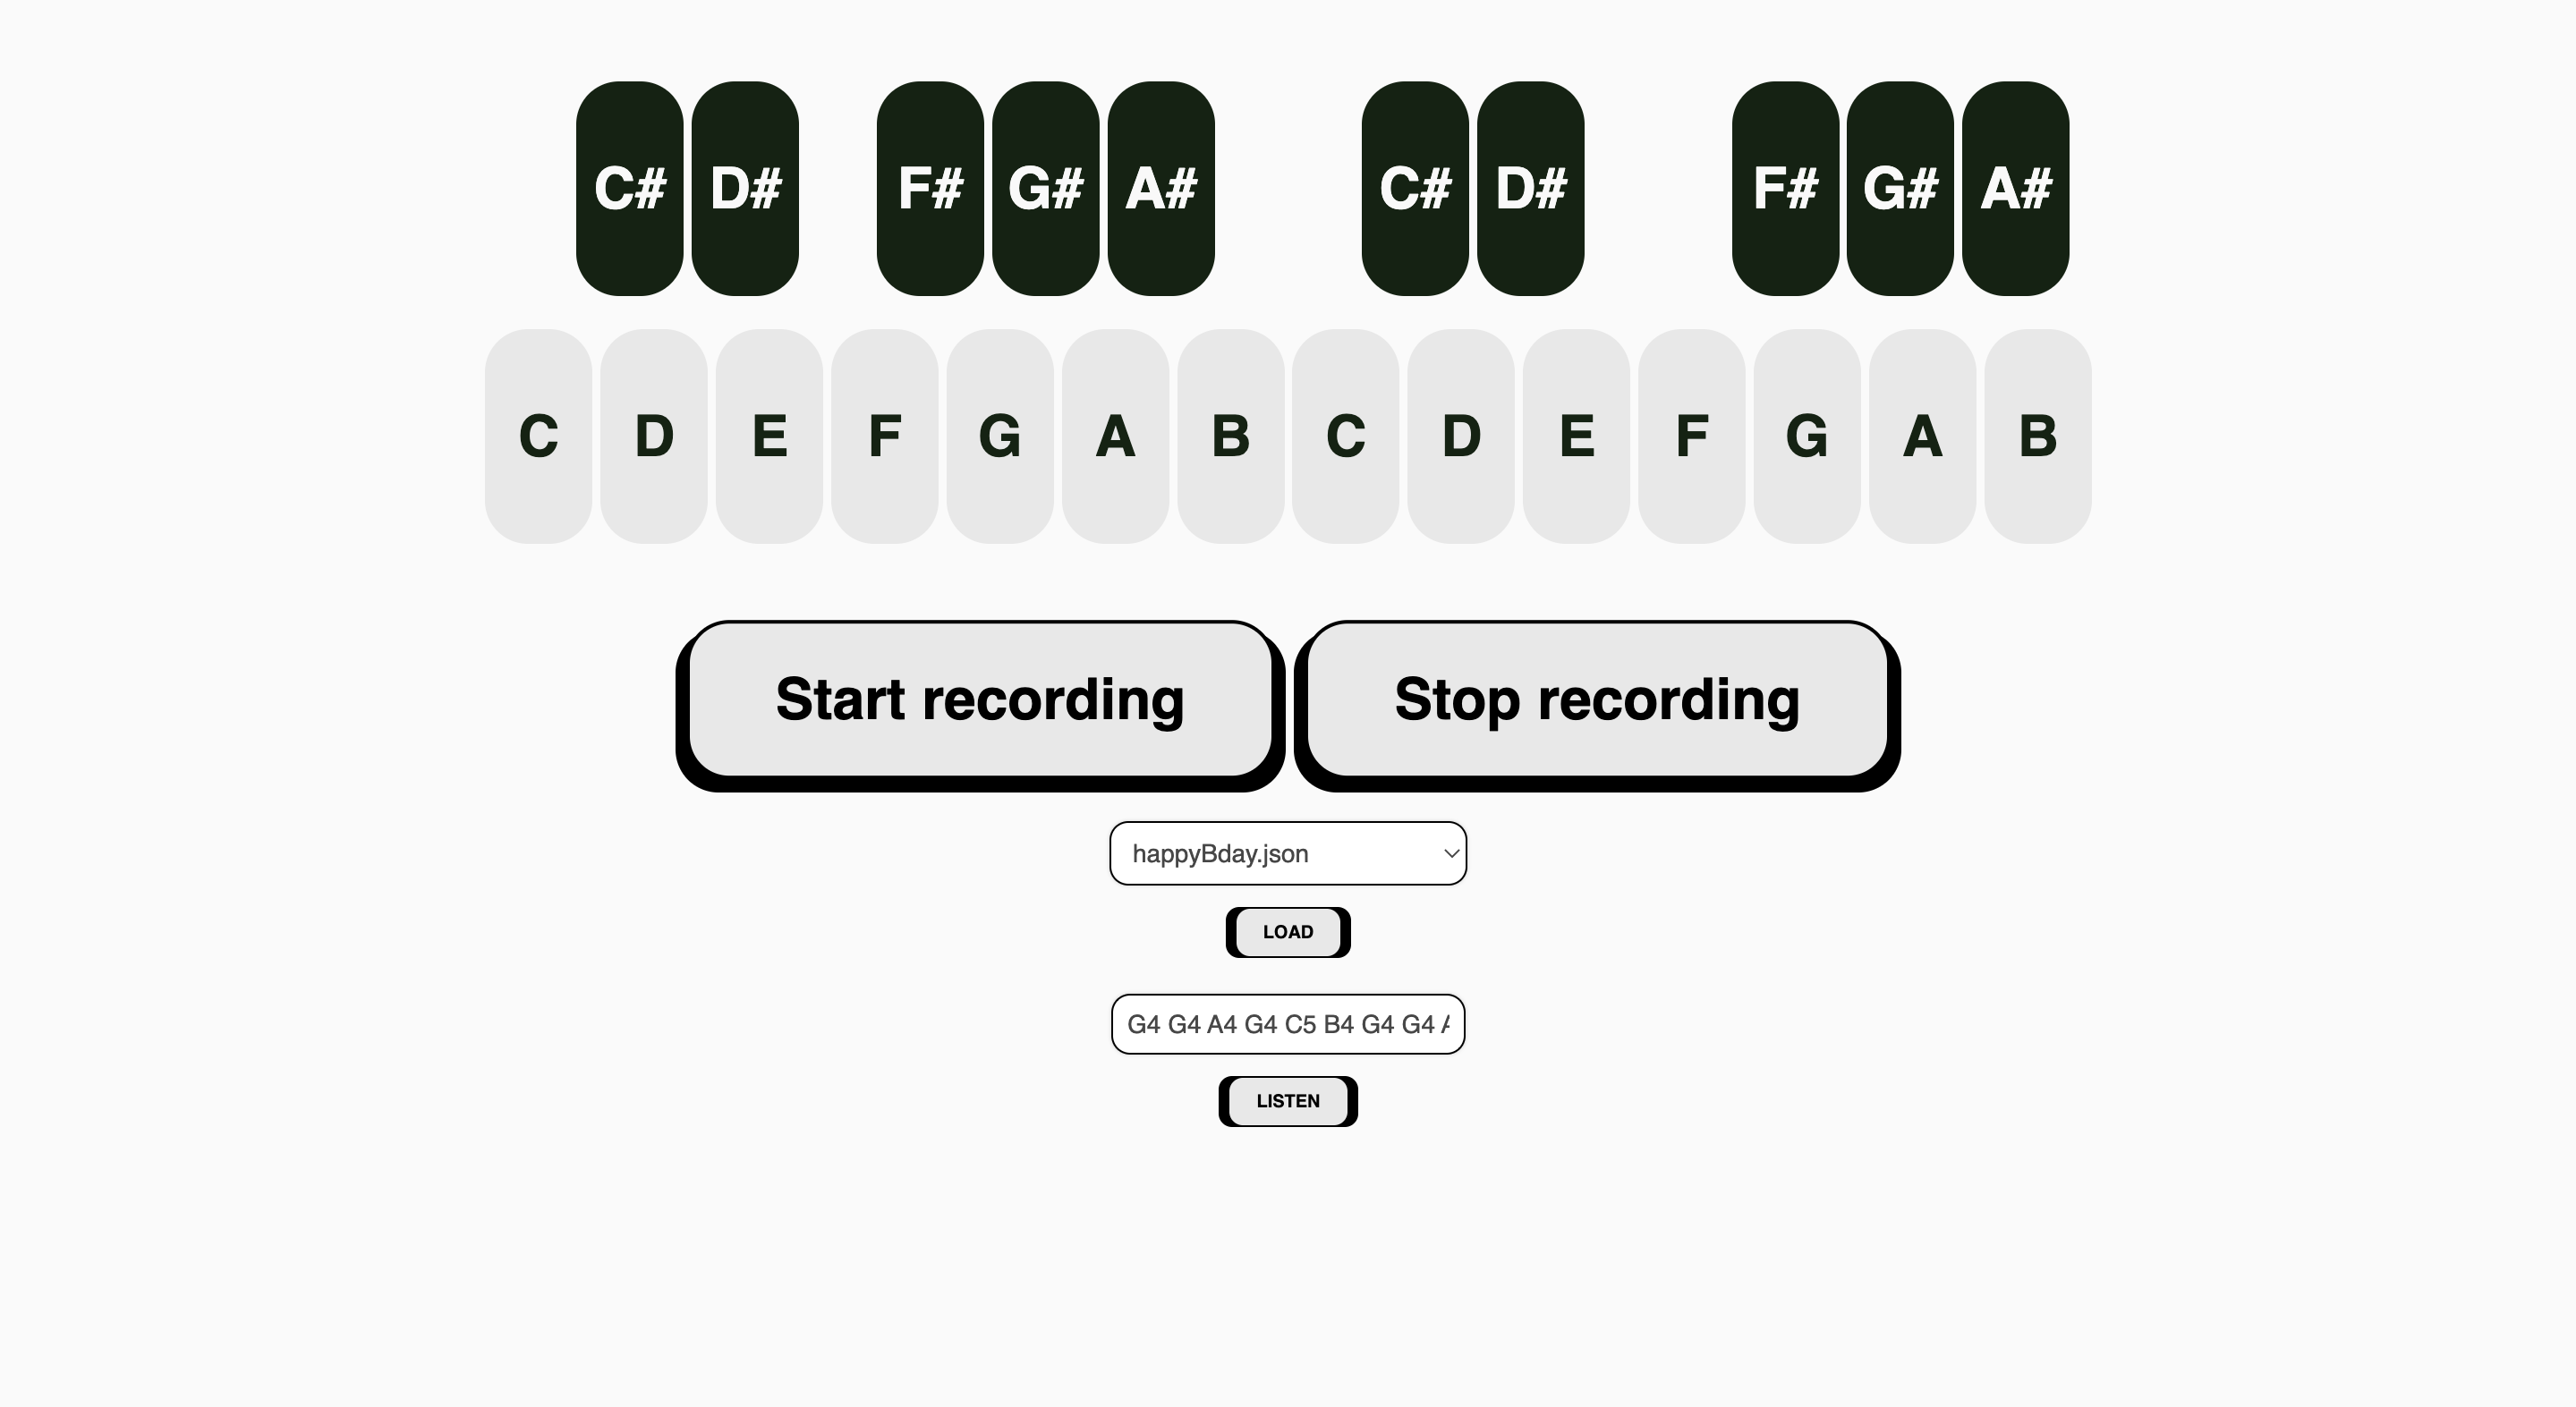 C# D# F# G# A# C# D# F# G# A#
C D E F G A B C D E F G A B
Start recording Stop recording
happyBday.json
LOAD
G4 G4 A4 G4 C5 B4 G4 G4
LISTEN